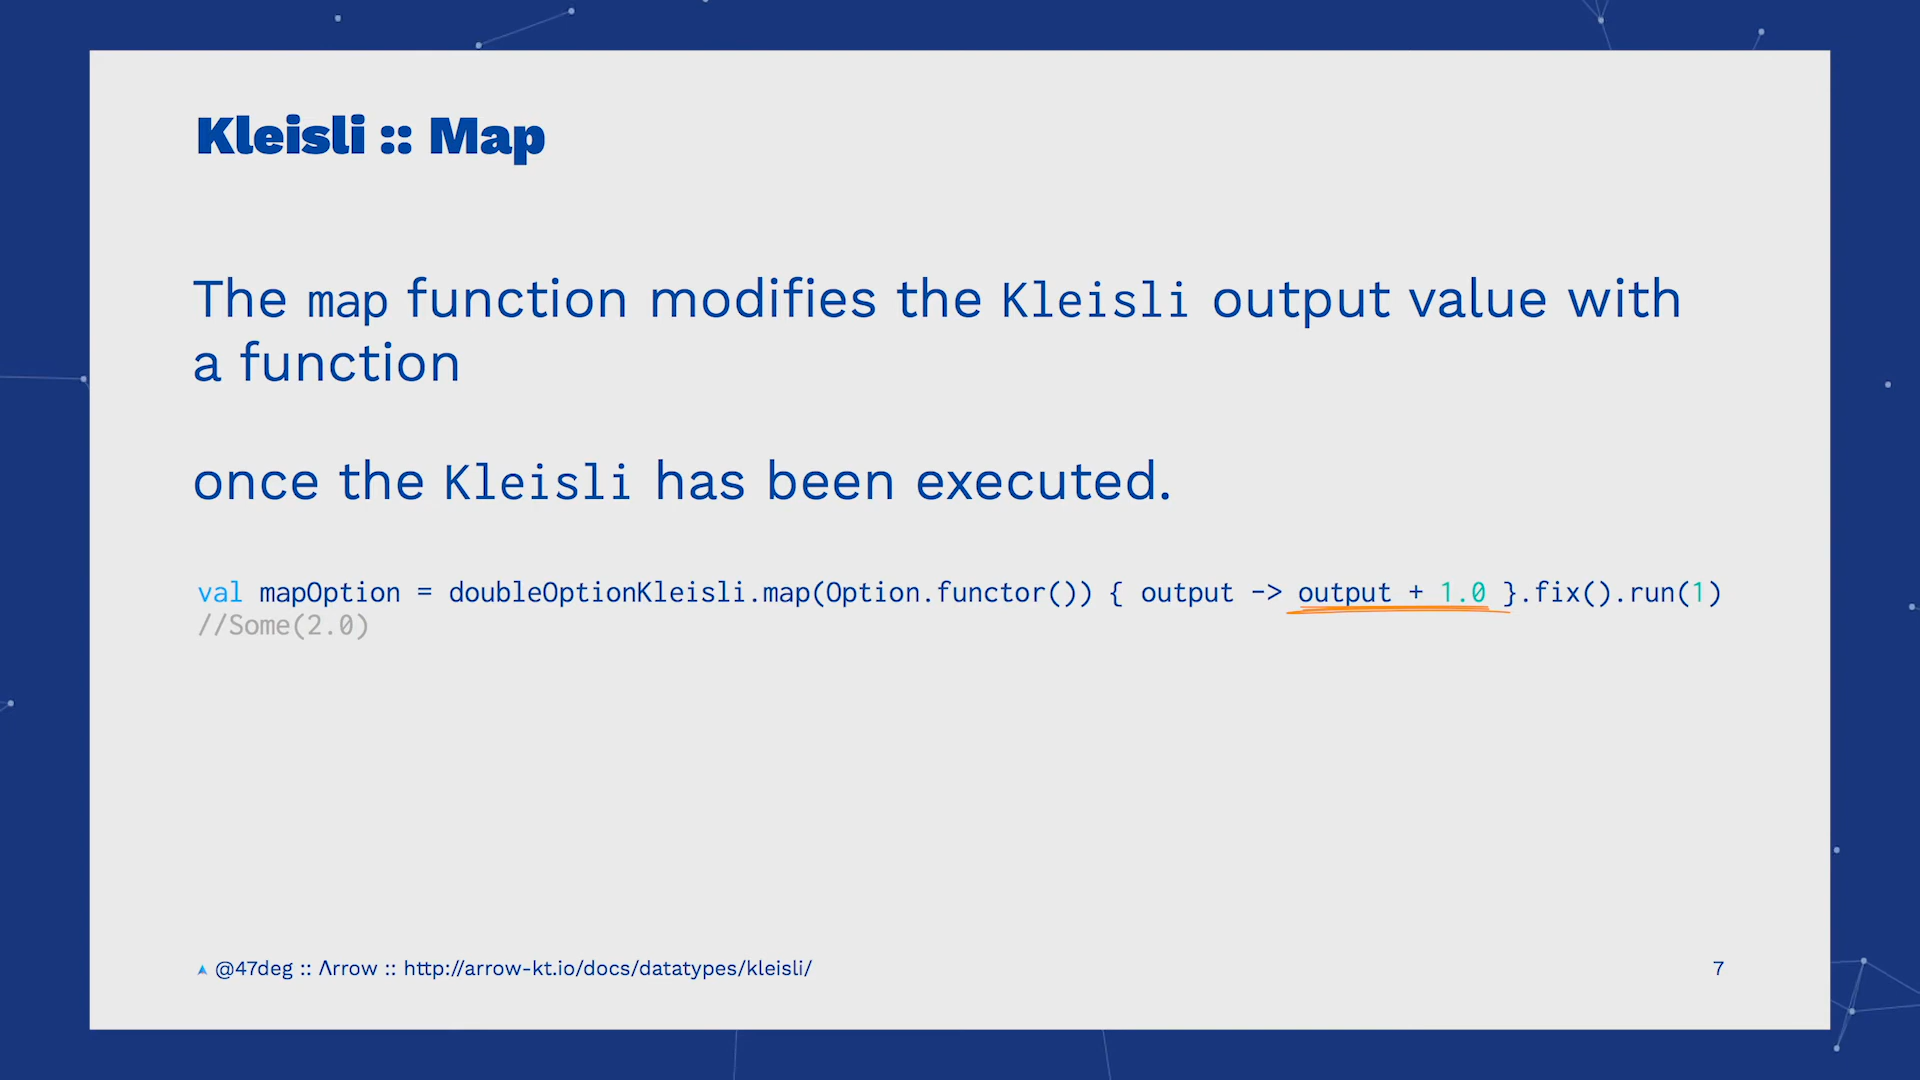 Kleisli :: Map
The map function modifies the Kleisli output value with
a function
once the Kleisli has been executed.
val mapOption = doubleOptionKleisli.map(Option.functor()) { output -> output + 1.0 }.fix().run(1)
//Some(2.0)
@47deg :: Λrrow :: http://arrow-kt.io/docs/datatypes/kleisli/
7